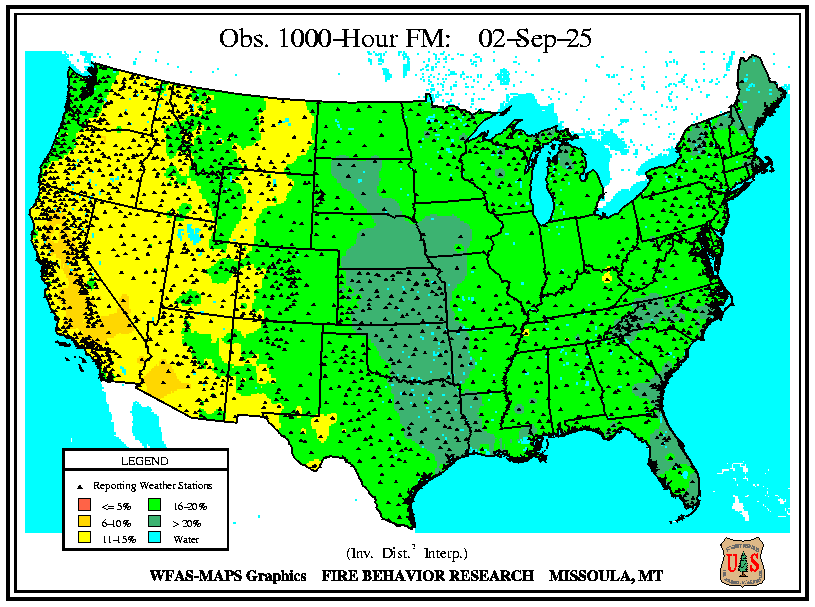 Obs. 1000-Hour FM: 02-Sep-25
LEGEND
Reporting Weather Stations
<= 5%
16-20%
6-10%
> 20%
11-15%
Water
(Inv. Dist.² Interp.)
WFAS-MAPS Graphics FIRE BEHAVIOR RESEARCH MISSOULA, MT
U S